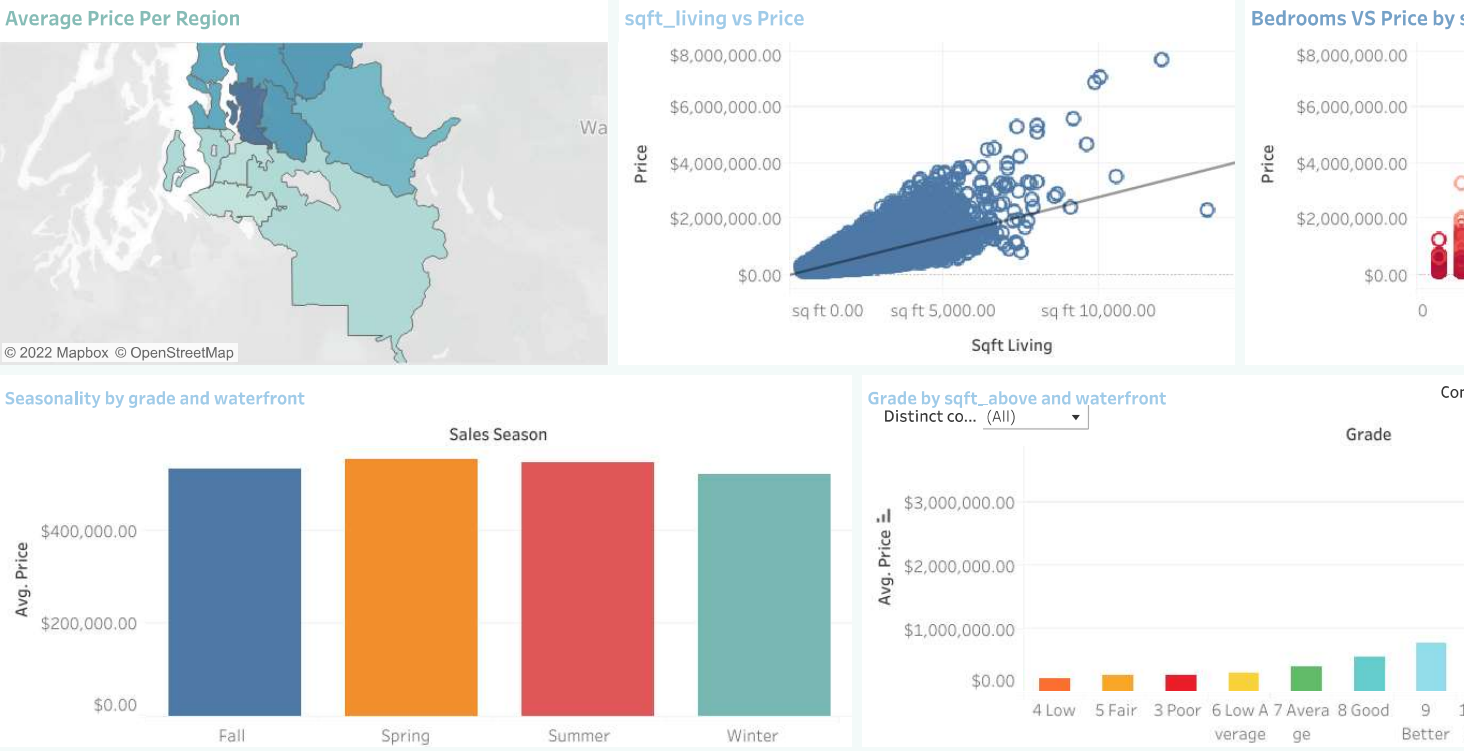 Average Price Per Region
Wa
© 2022 Mapbox © OpenStreetMap
sqft_living vs Price
Price
$8,000,000.00
$6,000,000.00
$4,000,000.00
$2,000,000.00
$0.00
sq ft 0.00 sq ft 5,000.00 sq ft 10,000.00
Sqft Living
Bedrooms VS Price by s
Price
$8,000,000.00
$6,000,000.00
$4,000,000.00
$2,000,000.00
$0.00
0
Seasonality by grade and waterfront
Sales Season
Avg. Price
$400,000.00
$200,000.00
$0.00
Fall Spring Summer Winter
Grade by sqft_above and waterfront
Cor
Distinct co... (All)
Grade
Avg. Price
$3,000,000.00
$2,000,000.00
$1,000,000.00
$0.00
4 Low 5 Fair 3 Poor 6 Low A 7 Avera 8 Good 9 1
verage ge Better